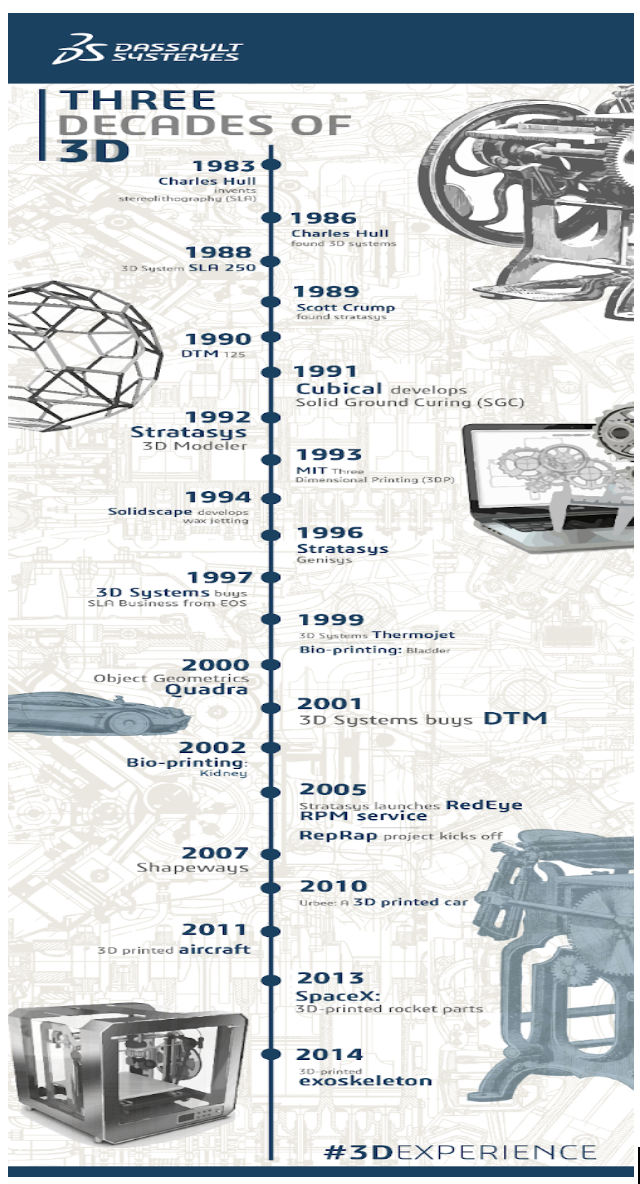 DASSAULT
SYSTEMES
THREE
DECADES OF
3D
1983
Charles Hull
invents
stereolithography (SLA)
1986
Charles Hull
found 3D systems
1988
3D System SLA 250
1989
Scott Crump
found stratasys
1990
DTM 125
1991
Cubical develops
Solid Ground Curing (SGC)
1992
Stratasys
3D Modeler
1993
MIT Three
Dimensional Printing (3DP)
1994
Solidscape develops
wax jetting
1996
Stratasys
Genisys
1997
3D Systems buys
SLA Business from EOS
1999
3D Systems Thermojet
Bio-printing: Bladder
2000
Object Geometrics
Quadra
2001
3D Systems buys DTM
2002
Bio-printing:
Kidney
2005
Stratasys launches RedEye
RPM service
RepRap project kicks off
2007
Shapeways
2010
Urbee: A 3D printed car
2011
3D printed aircraft
2013
SpaceX:
3D-printed rocket parts
2014
3D-printed
exoskeleton
#3DEXPERIENCE